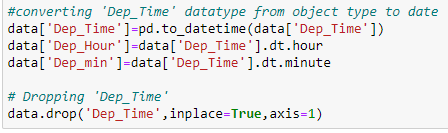 #converting 'Dep_Time' datatype from object type to date
data['Dep_Time']=pd.to_datetime(data['Dep_Time'])
data['Dep_Hour']=data['Dep_Time'].dt.hour
data['Dep_min']=data['Dep_Time'].dt.minute
# Dropping 'Dep_Time'
data.drop('Dep_Time',inplace=True,axis=1)